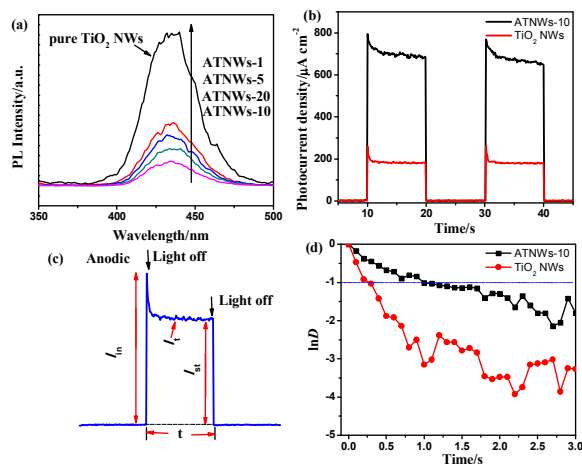 (a)
pure TiO₂ NWs
ATNWs-1
ATNWs-5
ATNWs-20
ATNWs-10
PL Intensity/a.u.
350 400 450 500
Wavelength/nm
(b)
ATNWs-10
TiO₂ NWs
Photocurrent density/μA cm⁻²
800
600
400
200
0
10 20 30 40
Time/s
(c)
Anodic
Light off
Light off
I_in
I_t
I_st
t
(d)
ATNWs-10
TiO₂ NWs
lnD
0
-1
-2
-3
-4
-5
0.0 0.5 1.0 1.5 2.0 2.5 3.0
Time/s